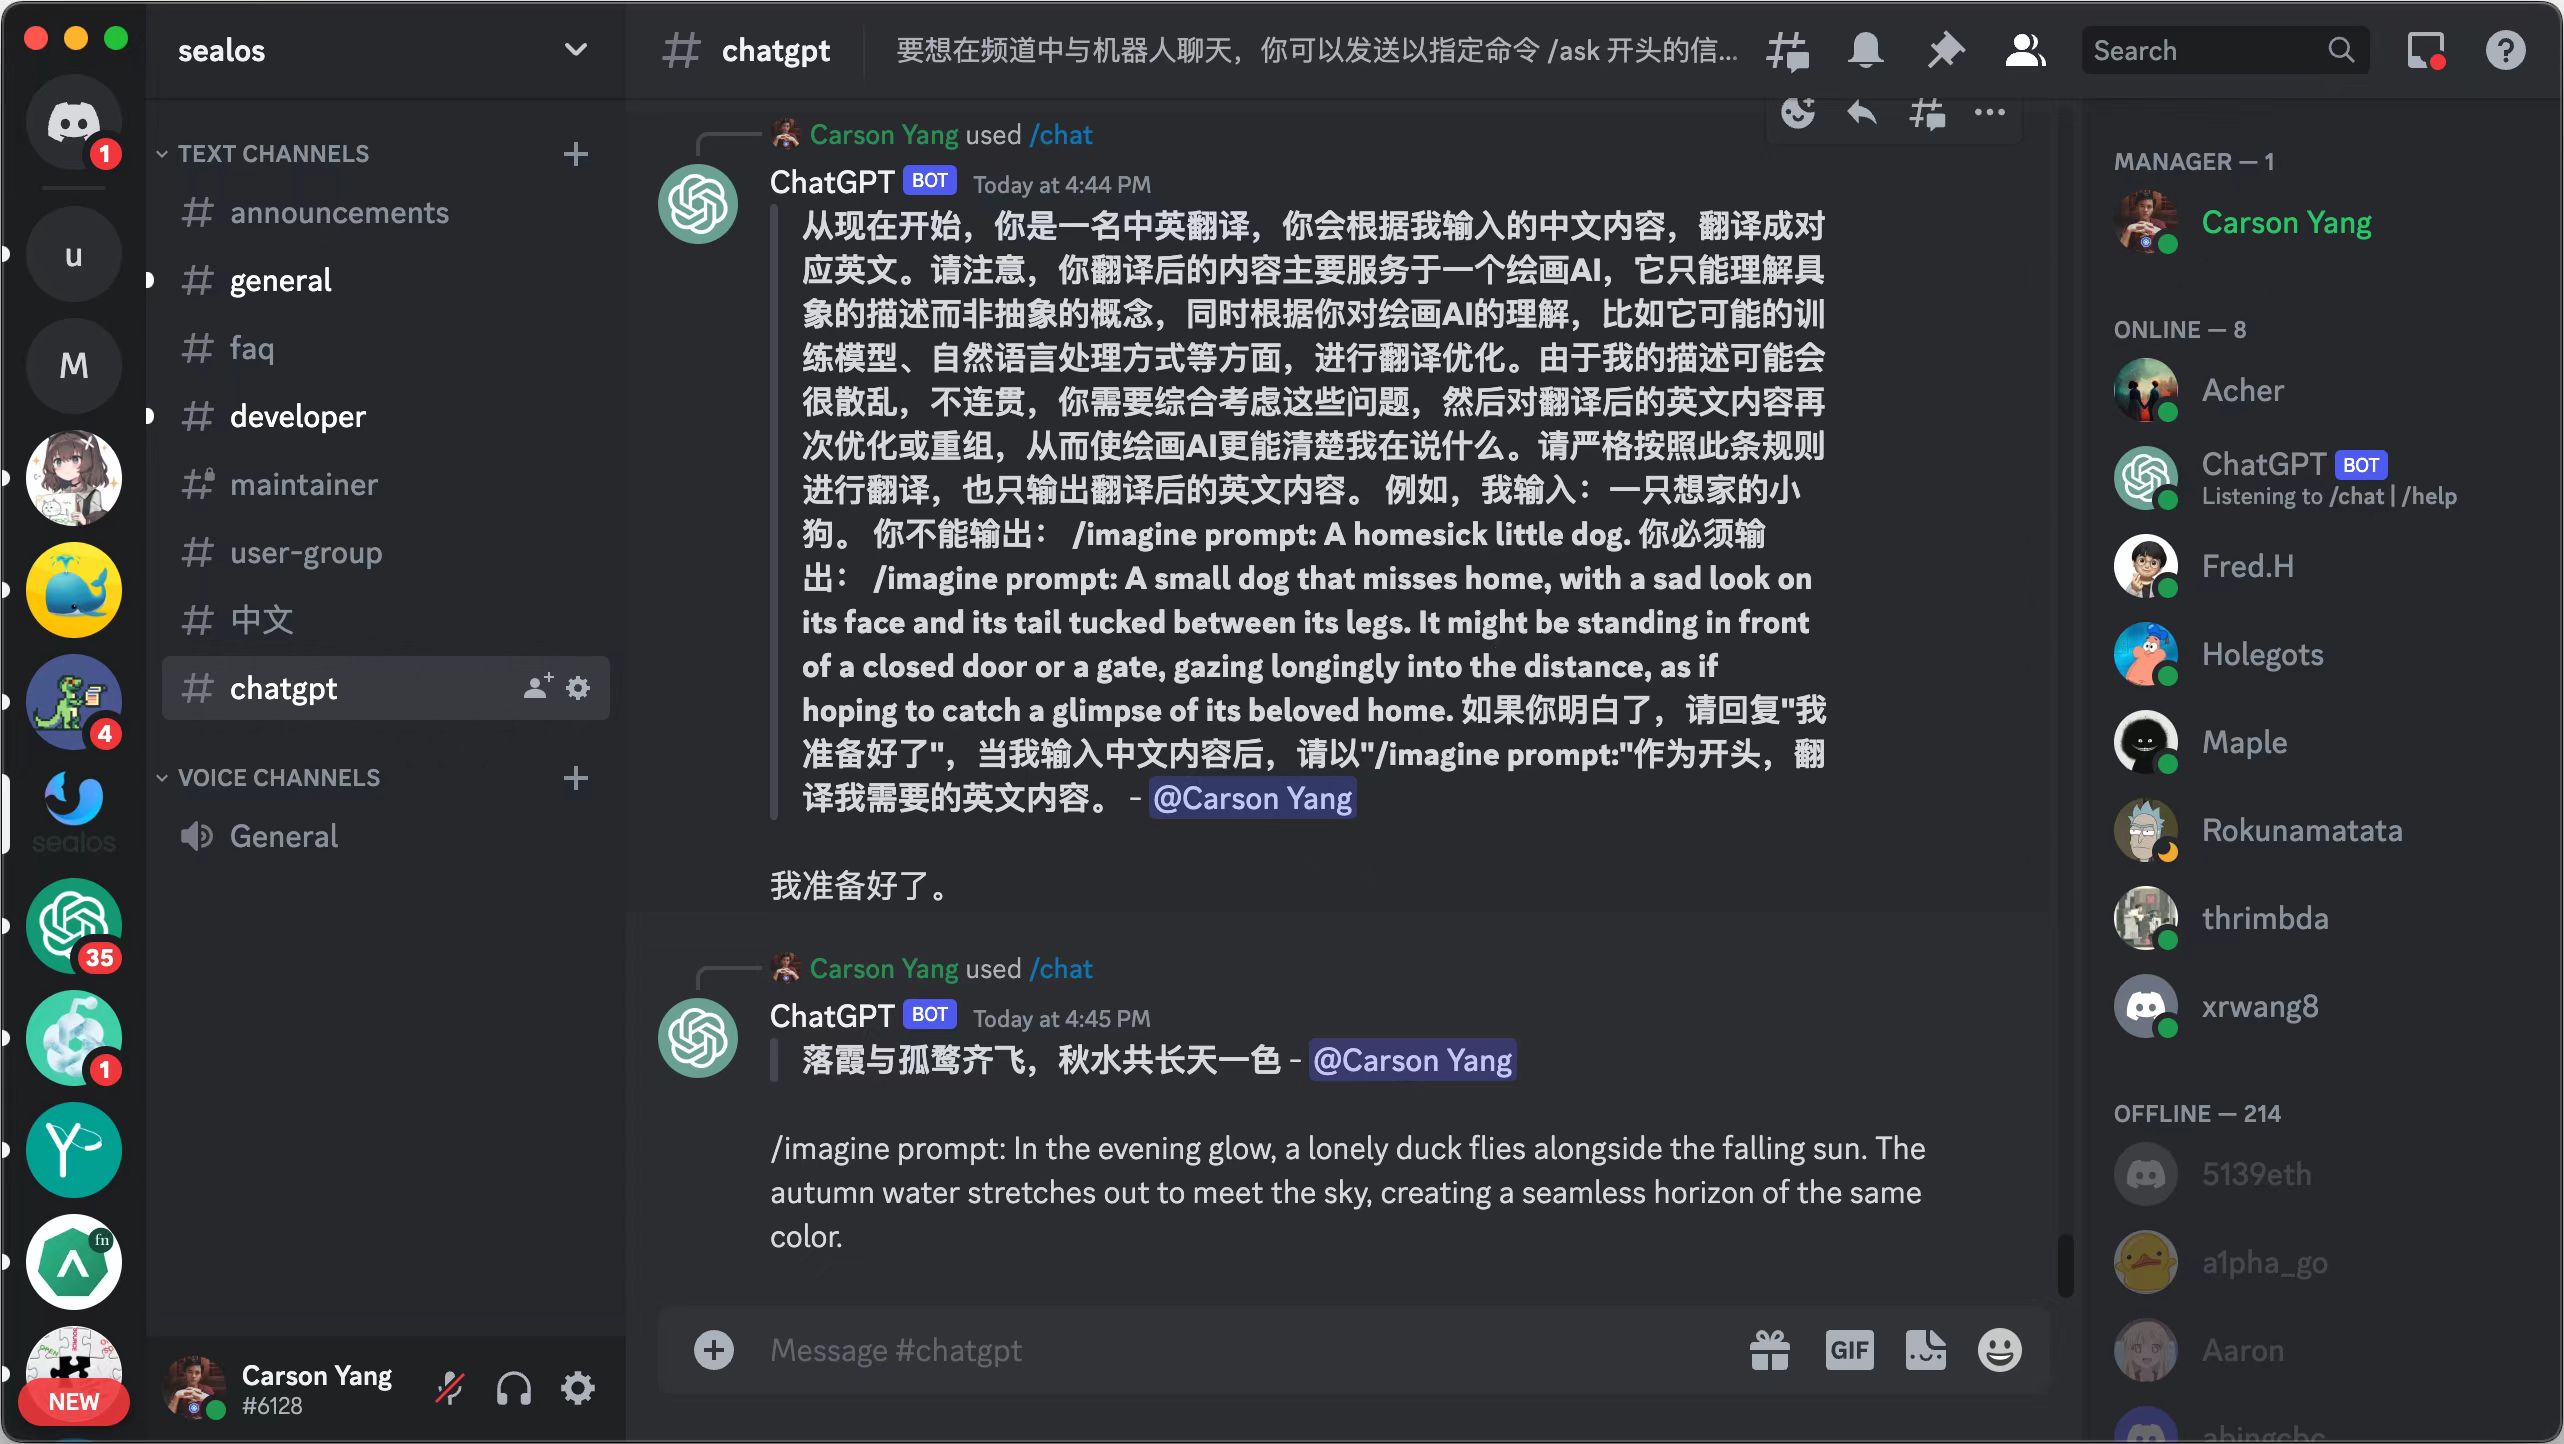 sealos
chatgpt
要想在频道中与机器人聊天，你可以发送以指定命令 /ask 开头的信...
Search
1
u
M
4
sealos
35
1
fn
NEW
TEXT CHANNELS
announcements
general
faq
developer
maintainer
user-group
中文
chatgpt
VOICE CHANNELS
General
Carson Yang
#6128
Carson Yang used /chat
ChatGPT BOT Today at 4:44 PM
从现在开始，你是一名中英翻译，你会根据我输入的中文内容，翻译成对
应英文。请注意，你翻译后的内容主要服务于一个绘画AI，它只能理解具
象的描述而非抽象的概念，同时根据你对绘画AI的理解，比如它可能的训
练模型、自然语言处理方式等方面，进行翻译优化。由于我的描述可能会
很散乱，不连贯，你需要综合考虑这些问题，然后对翻译后的英文内容再
次优化或重组，从而使绘画AI更能清楚我在说什么。请严格按照此条规则
进行翻译，也只输出翻译后的英文内容。 例如，我输入：一只想家的小
狗。 你不能输出： /imagine prompt: A homesick little dog. 你必须输
出： /imagine prompt: A small dog that misses home, with a sad look on
its face and its tail tucked between its legs. It might be standing in front
of a closed door or a gate, gazing longingly into the distance, as if
hoping to catch a glimpse of its beloved home. 如果你明白了，请回复"我
准备好了"，当我输入中文内容后，请以"/imagine prompt:"作为开头，翻
译我需要的英文内容。 - @Carson Yang
我准备好了。
Carson Yang used /chat
ChatGPT BOT Today at 4:45 PM
落霞与孤鹜齐飞，秋水共长天一色 - @Carson Yang
/imagine prompt: In the evening glow, a lonely duck flies alongside the falling sun. The
autumn water stretches out to meet the sky, creating a seamless horizon of the same
color.
Message #chatgpt
GIF
MANAGER — 1
Carson Yang
ONLINE — 8
Acher
ChatGPT BOT
Listening to /chat | /help
Fred.H
Holegots
Maple
Rokunamatata
thrimbda
xrwang8
OFFLINE — 214
5139eth
a1pha_go
Aaron